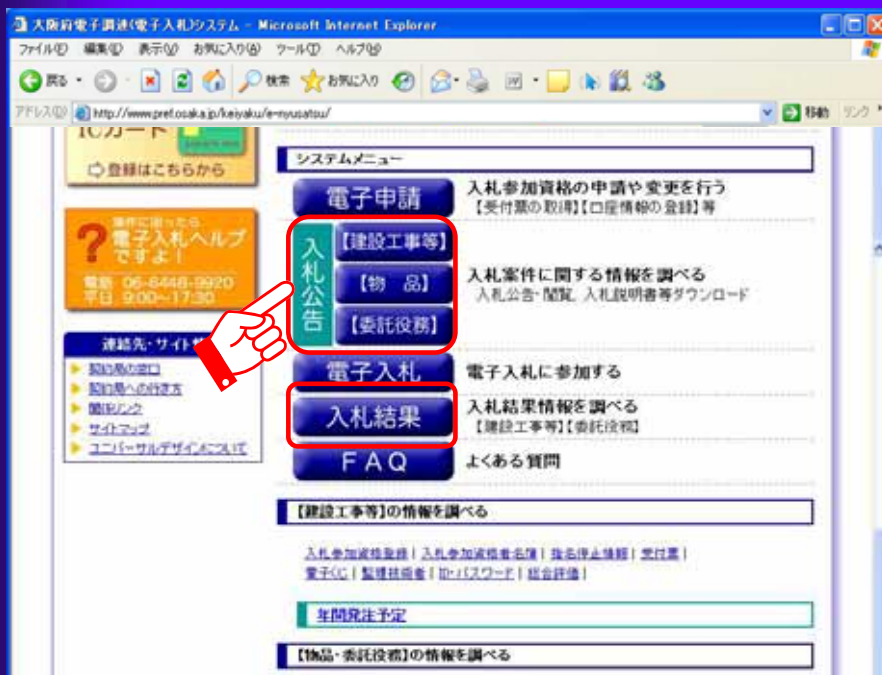 大阪府電子調達(電子入札)システム - Microsoft Internet Explorer
ファイル(F) 編集(E) 表示(V) お気に入り(A) ツール(T) ヘルプ(H)
戻る 検索 お気に入り
アドレス(D) http://www.pref.osaka.jp/keiyaku/e-nyusatsu/ 移動 リンク
ICカード
登録はこちらから
操作に困ったら
電子入札ヘルプ
ですよ!
電話 06-6446-9920
平日 9:00~17:30
連絡先・サイト
契約局の窓口
契約局への行き方
関連リンク
サイトマップ
ユニバーサルデザインについて
システムメニュー
電子申請
入札参加資格の申請や変更を行う
【受付票の取得】【口座情報の登録】等
入札公告
【建設工事等】
【物 品】
【委託役務】
入札案件に関する情報を調べる
入札公告・閲覧、入札説明書等ダウンロード
電子入札 電子入札に参加する
入札結果
入札結果情報を調べる
【建設工事等】【委託役務】
FAQ よくある質問
【建設工事等】の情報を調べる
入札参加資格登録 | 入札参加資格者名簿 | 指名停止情報 | 受付票 |
電子IC | 監理技術者 | ID・パスワード | 総合評価 |
年間発注予定
【物品・委託役務】の情報を調べる